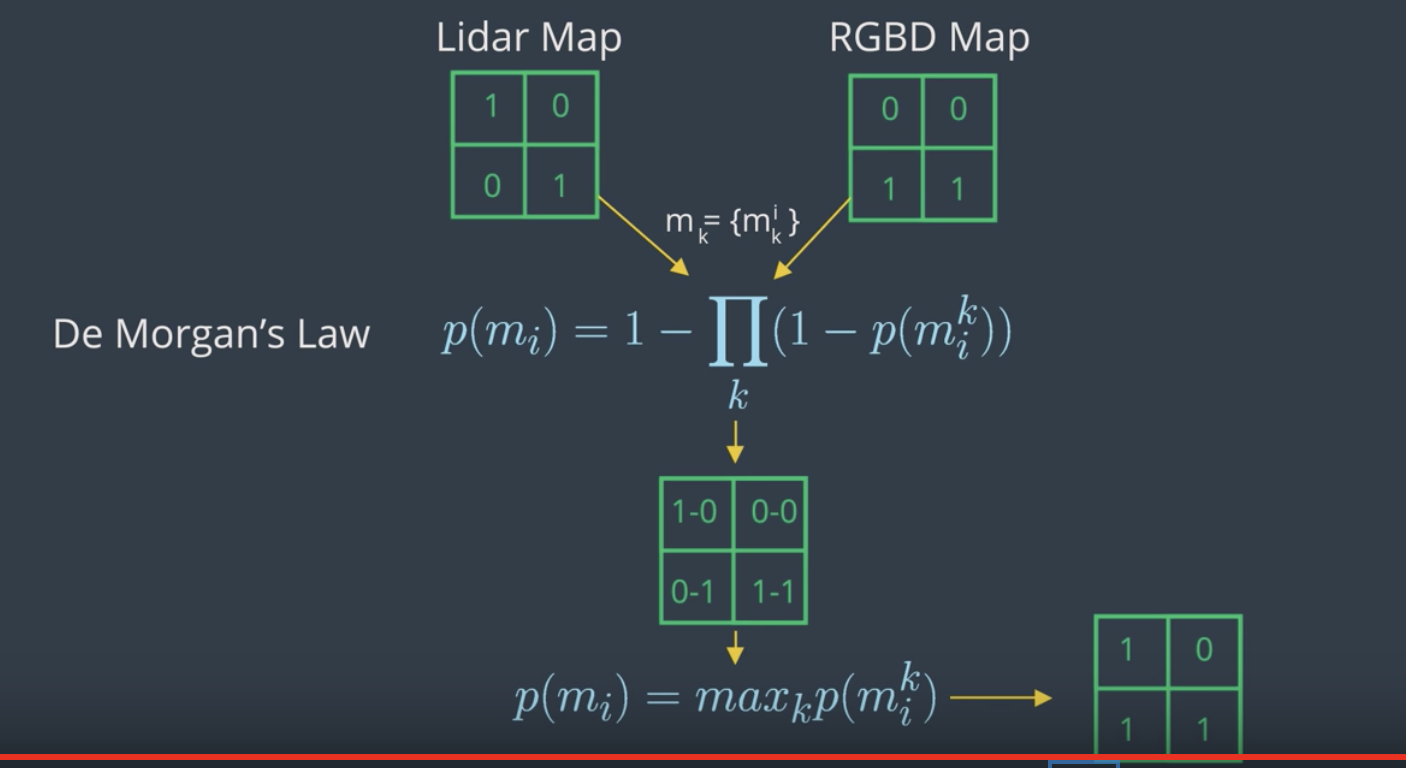 Lidar Map
RGBD Map
1 0
0 1
0 0
1 1
m_k = {m_k^i}
De Morgan’s Law
p(m_i) = 1 − ∏_k (1 − p(m_i^k))
1-0 0-0
0-1 1-1
p(m_i) = max_k p(m_i^k)
1 0
1 1